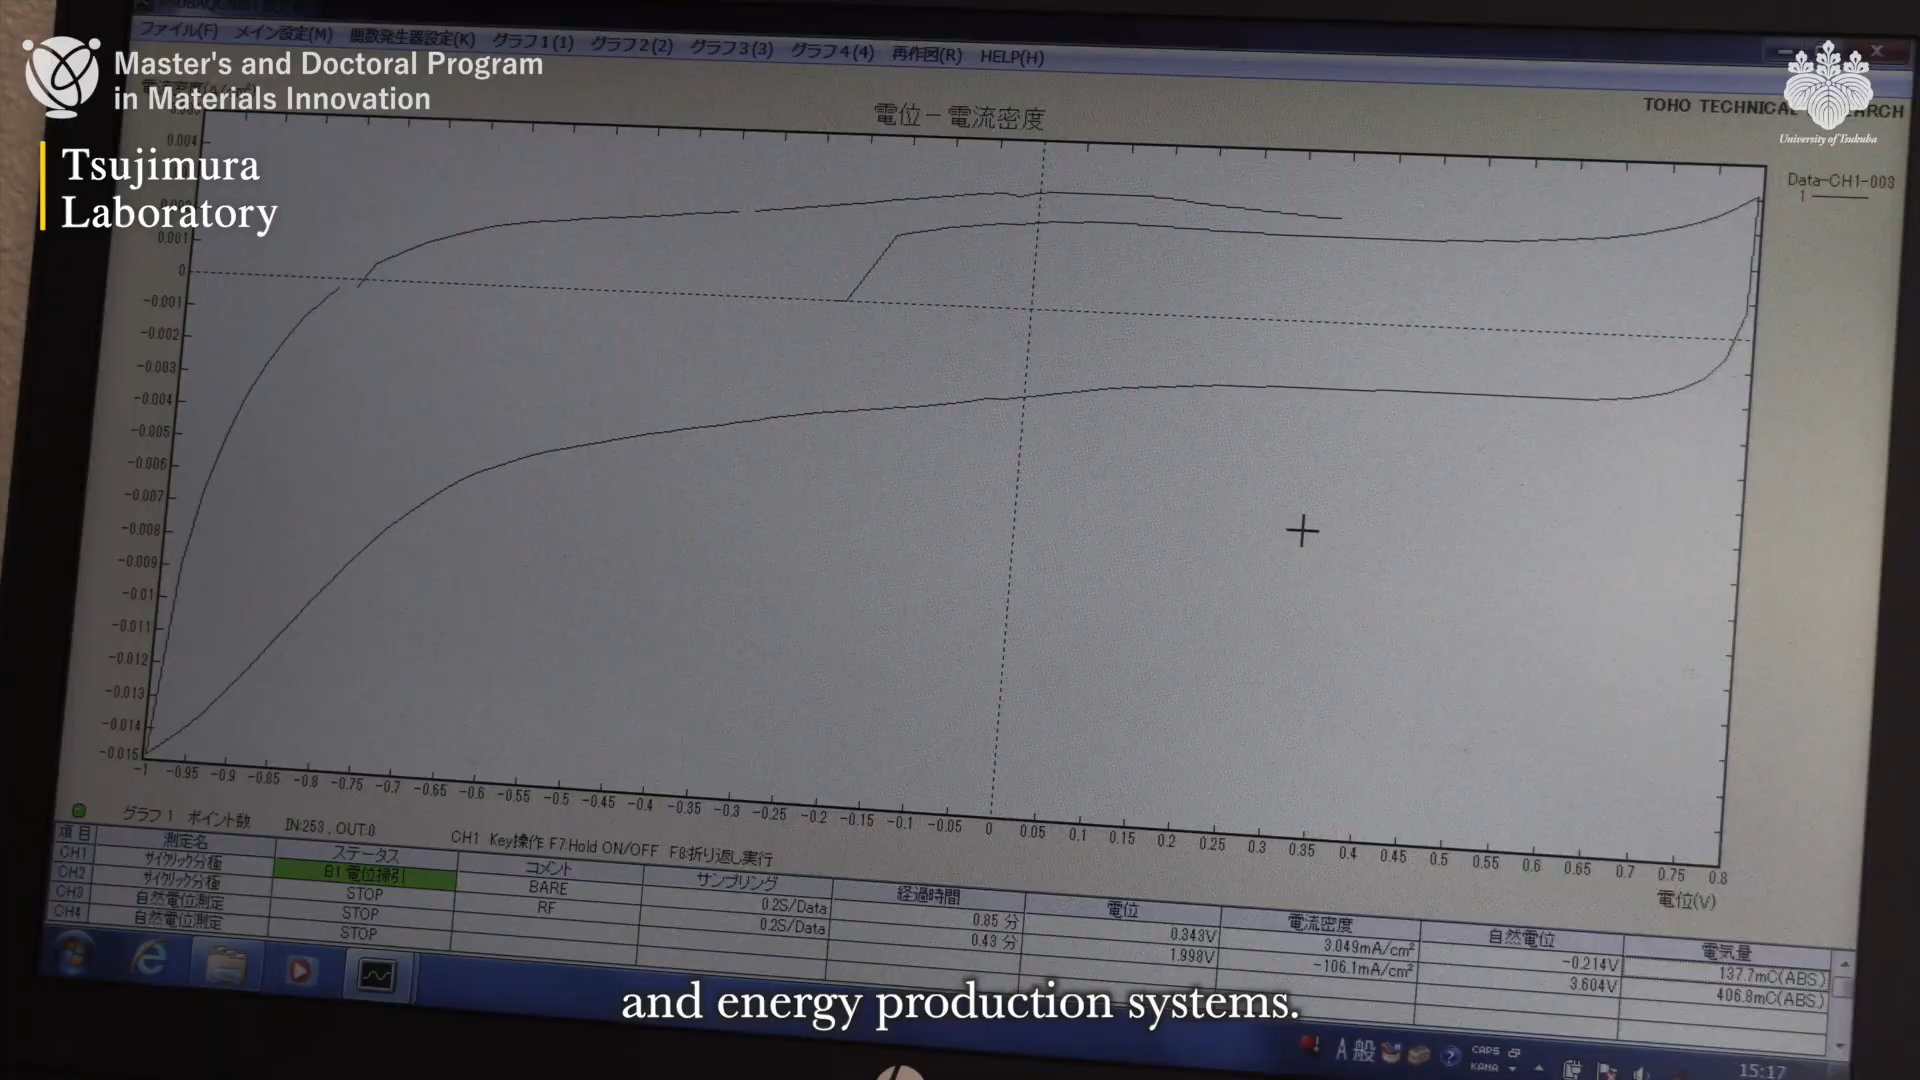 ファイル(F) メイン設定(M) 関数発生器設定(K) グラフ1(1) グラフ2(2) グラフ3(3) グラフ4(4) 再作図(R) HELP(H)
Master's and Doctoral Program
in Materials Innovation
Tsujimura
Laboratory
University of Tsukuba
電位－電流密度
TOHO TECHNICAL
Data-CH1-003
1
0.004
0.001
0
-0.001
-0.002
-0.003
-0.004
-0.005
-0.006
-0.007
-0.008
-0.009
-0.01
-0.011
-0.012
-0.013
-0.014
-0.015
-1 -0.95 -0.9 -0.85 -0.8 -0.75 -0.7 -0.65 -0.6 -0.55 -0.5 -0.45 -0.4 -0.35 -0.3 -0.25 -0.2 -0.15 -0.1 -0.05 0 0.05 0.1 0.15 0.2 0.25 0.3 0.35 0.4 0.45 0.5 0.55 0.6 0.65 0.7 0.75 0.8
電位(V)
グラフ1 ポイント数 IN:253 , OUT:0 CH1 Key操作 F7:Hold ON/OFF F8:折り返し実行
項目 測定名 ステータス コメント サンプリング 経過時間 電位 電流密度 自然電位 電気量
CH1 サイクリック分極 B1 電位掃引 BARE 0.2S/Data 0.85 分 0.343V 3.049mA/cm² -0.214V 137.7mC(ABS.)
CH2 サイクリック分極 STOP RF 0.2S/Data 0.43 分 1.998V -106.1mA/cm² 3.604V 406.8mC(ABS.)
CH3 自然電位測定 STOP
CH4 自然電位測定 STOP
and energy production systems.
A 般 CAPS
KANA
15:17